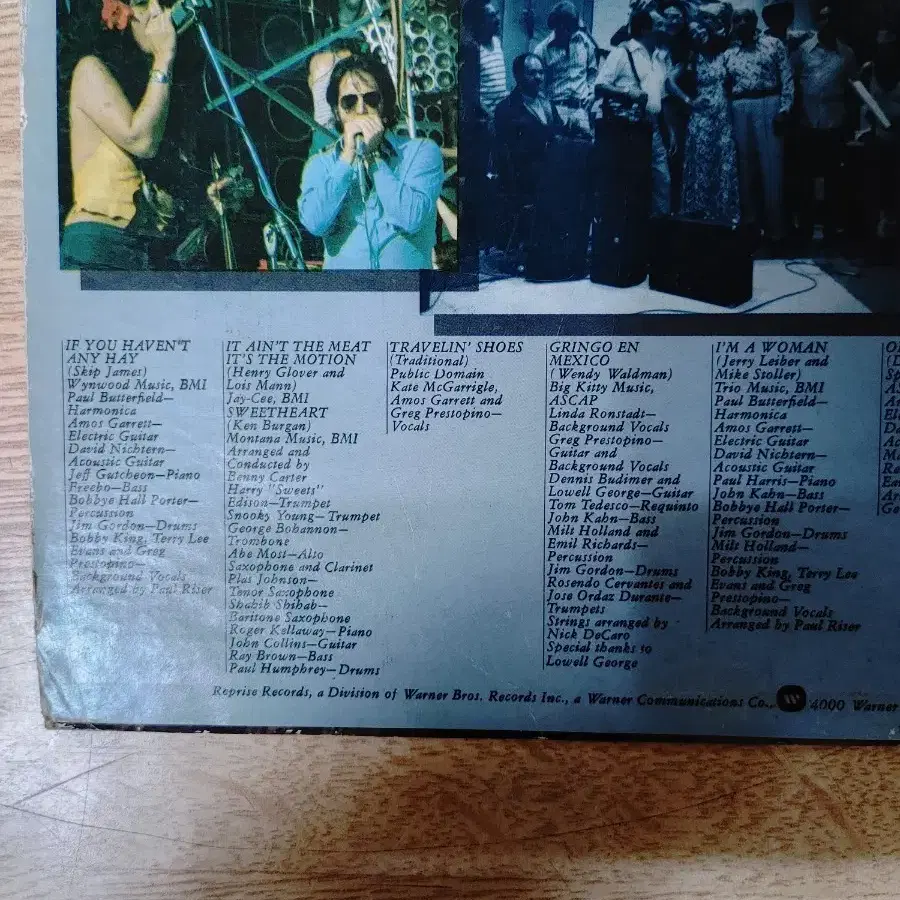 IF YOU HAVEN'T
ANY HAY
(Skip James)
Wynwood Music, BMI
Paul Butterfield—
Harmonica
Amos Garrett—
Electric Guitar
David Nichtern—
Acoustic Guitar
Jeff Gutcheon—Piano
Freebo—Bass
Bobbye Hall Porter—
Percussion
Jim Gordon—Drums
Bobby King, Terry Lee
Evans and Greg
Prestopino—
Background Vocals
Arranged by Paul Riser
IT AIN'T THE MEAT
IT'S THE MOTION
(Henry Glover and
Lois Mann)
Jay-Cee, BMI
SWEETHEART
(Ken Burgan)
Montana Music, BMI
Arranged and
Conducted by
Benny Carter
Harry "Sweets"
Edison—Trumpet
Snooky Young—Trumpet
George Bohannon—
Trombone
Abe Most—Alto
Saxophone and Clarinet
Plas Johnson—
Tenor Saxophone
Shahib Shihab—
Baritone Saxophone
Roger Kellaway—Piano
John Collins—Guitar
Ray Brown—Bass
Paul Humphrey—Drums
TRAVELIN' SHOES
(Traditional)
Public Domain
Kate McGarrigle,
Amos Garrett and
Greg Prestopino—
Vocals
GRINGO EN
MEXICO
(Wendy Waldman)
Big Kitty Music,
ASCAP
Linda Ronstadt—
Background Vocals
Greg Prestopino—
Guitar and
Background Vocals
Dennis Budimer and
Lowell George—Guitar
Tom Tedesco—Requinto
John Kahn—Bass
Milt Holland and
Emil Richards—
Percussion
Jim Gordon—Drums
Rosendo Cervantes and
Jose Ordaz Durante—
Trumpets
Strings arranged by
Nick DeCaro
Special thanks to
Lowell George
I'M A WOMAN
(Jerry Leiber and
Mike Stoller)
Trio Music, BMI
Paul Butterfield—
Harmonica
Amos Garrett—
Electric Guitar
David Nichtern—
Acoustic Guitar
Paul Harris—Piano
John Kahn—Bass
Bobbye Hall Porter—
Percussion
Jim Gordon—Drums
Milt Holland—
Percussion
Bobby King, Terry Lee
Evans and Greg
Prestopino—
Background Vocals
Arranged by Paul Riser
Reprise Records, a Division of Warner Bros. Records Inc., a Warner Communications Co. 4000 Warner